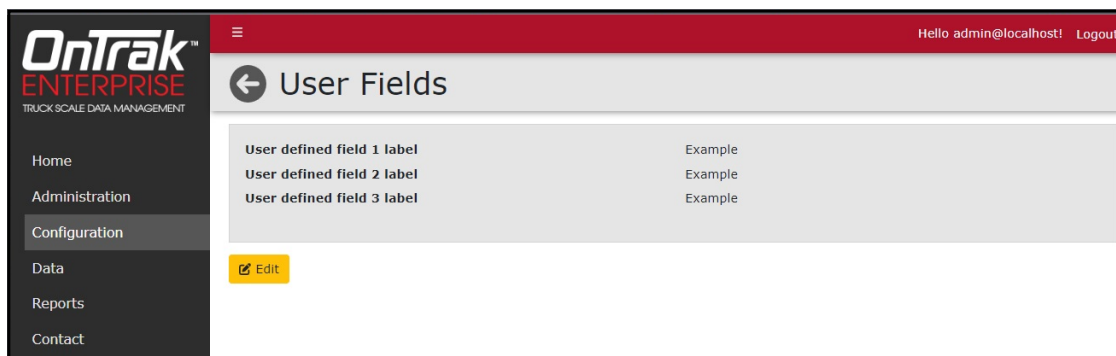 OnTrak™
ENTERPRISE
TRUCK SCALE DATA MANAGEMENT
Hello admin@localhost! Logout
User Fields
User defined field 1 label Example
User defined field 2 label Example
User defined field 3 label Example
Edit
Home
Administration
Configuration
Data
Reports
Contact